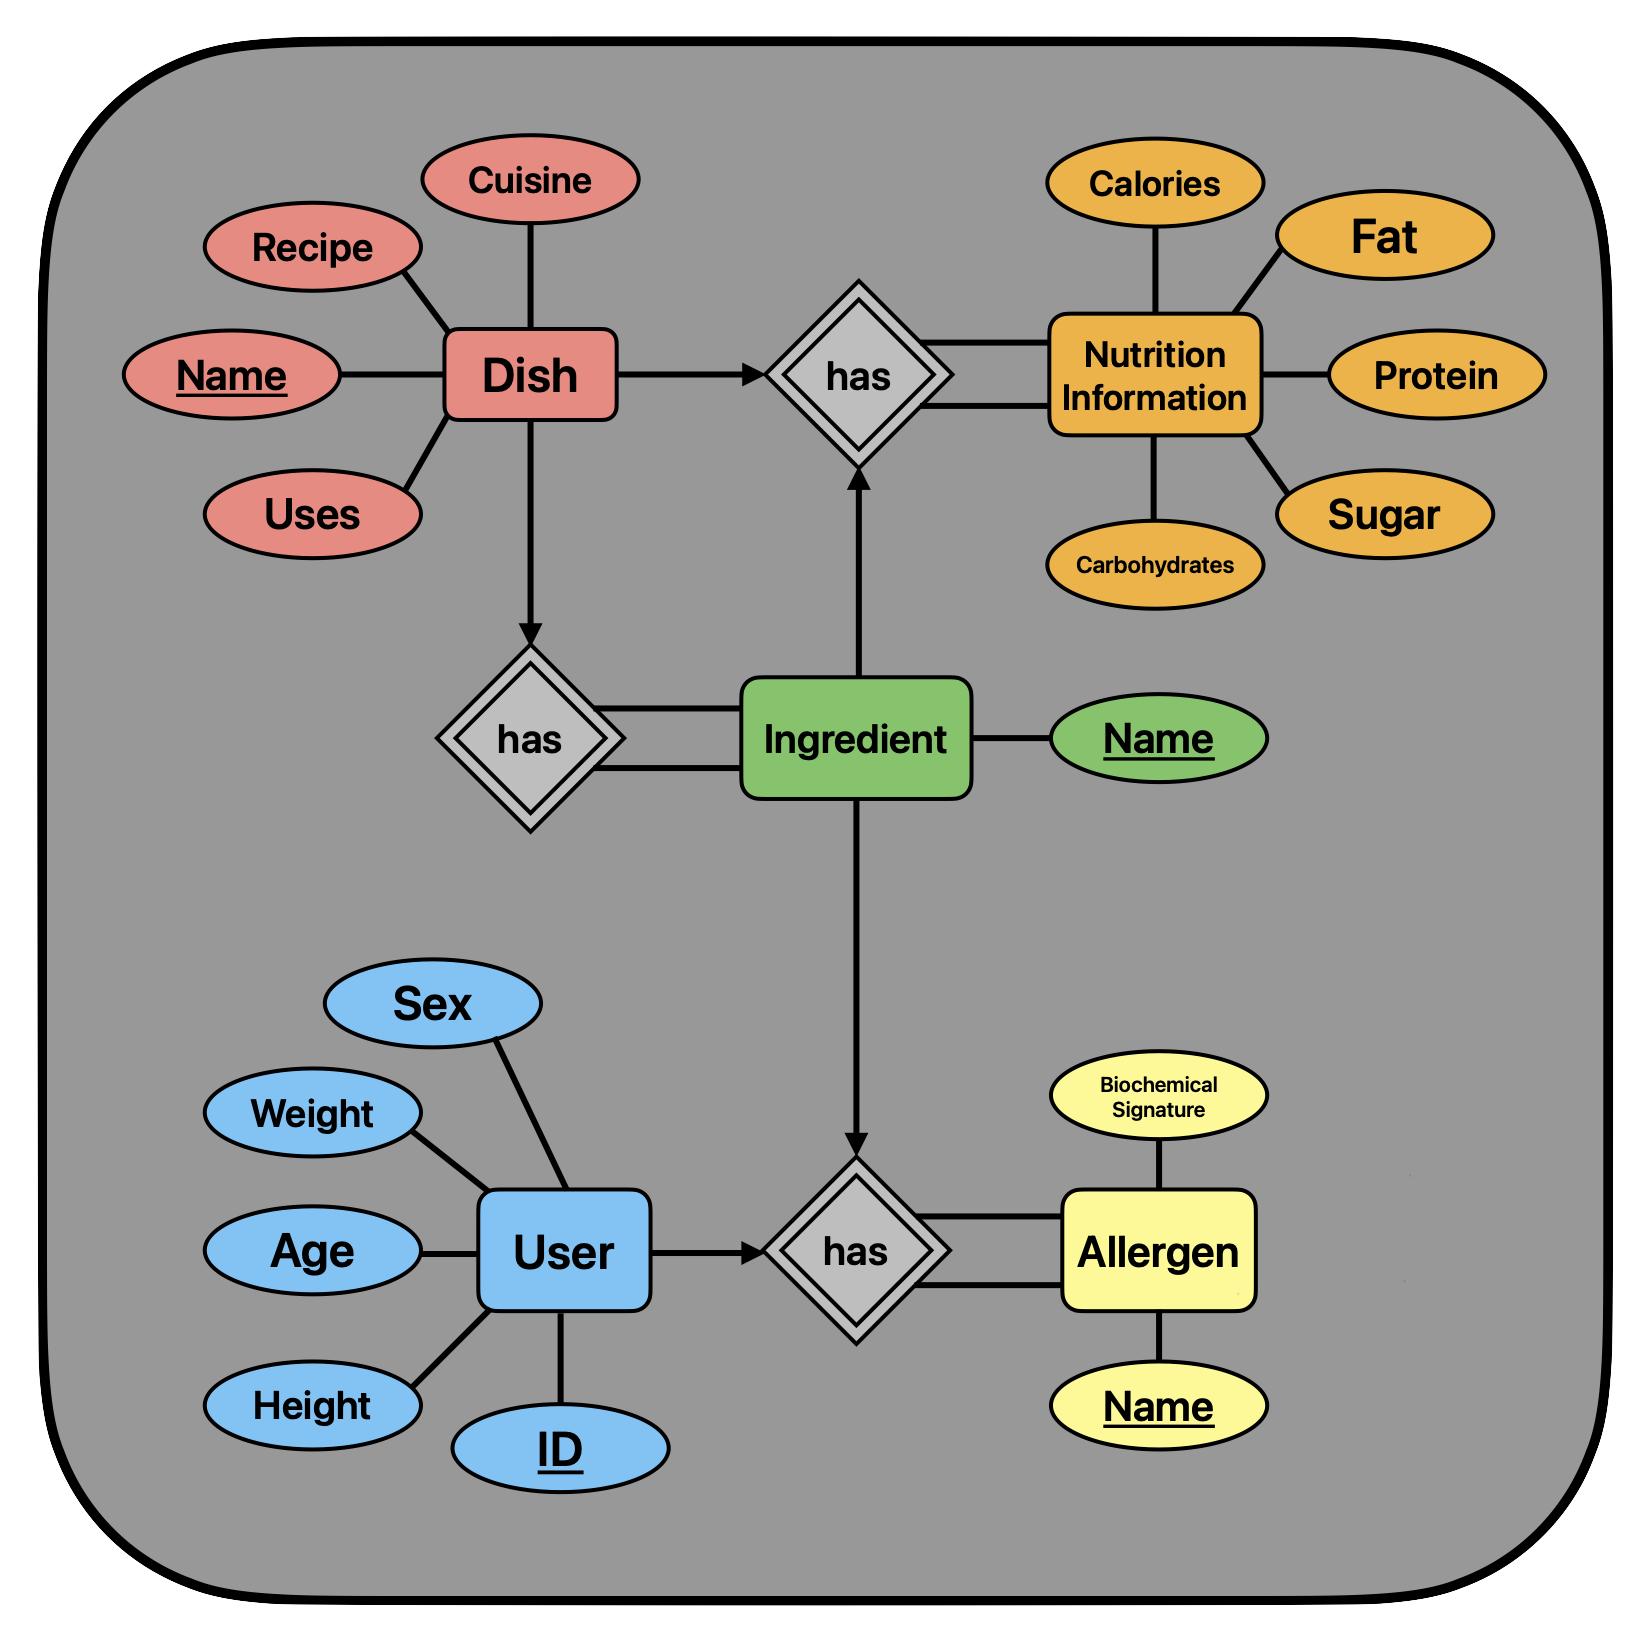 Cuisine
Calories
Recipe
Fat
Name
Dish
has
Nutrition
Information
Protein
Uses
Sugar
Carbohydrates
has
Ingredient
Name
Sex
Weight
Biochemical
Signature
Age
User
has
Allergen
Height
ID
Name